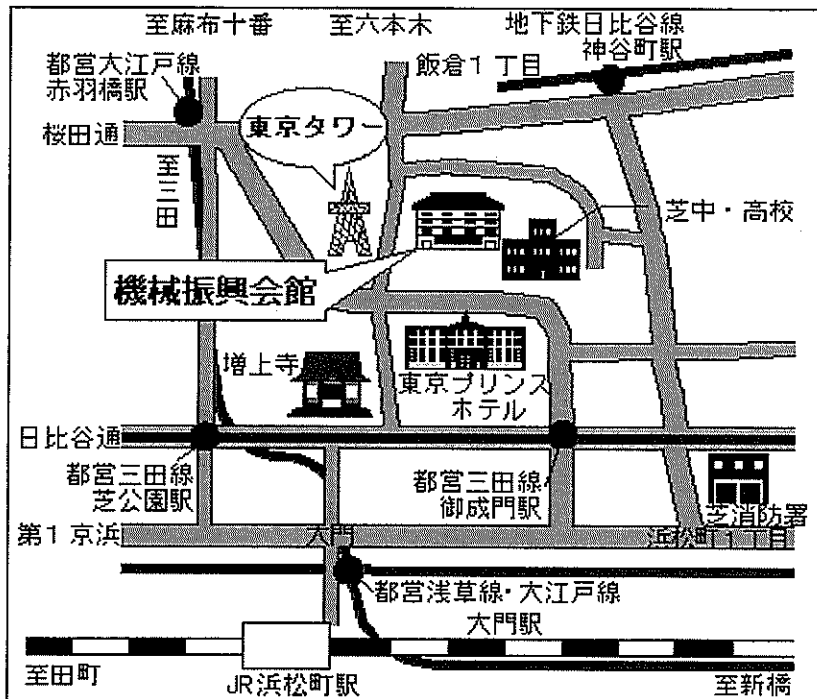 至麻布十番
至六本木
地下鉄日比谷線
神谷町駅
都営大江戸線
赤羽橋駅
飯倉1丁目
東京タワー
桜田通
至三田
芝中・高校
機械振興会館
増上寺
東京プリンス
ホテル
日比谷通
都営三田線
芝公園駅
都営三田線
御成門駅
芝消防署
第1京浜
大門
浜松町1丁目
都営浅草線・大江戸線
大門駅
至田町
JR浜松町駅
至新橋